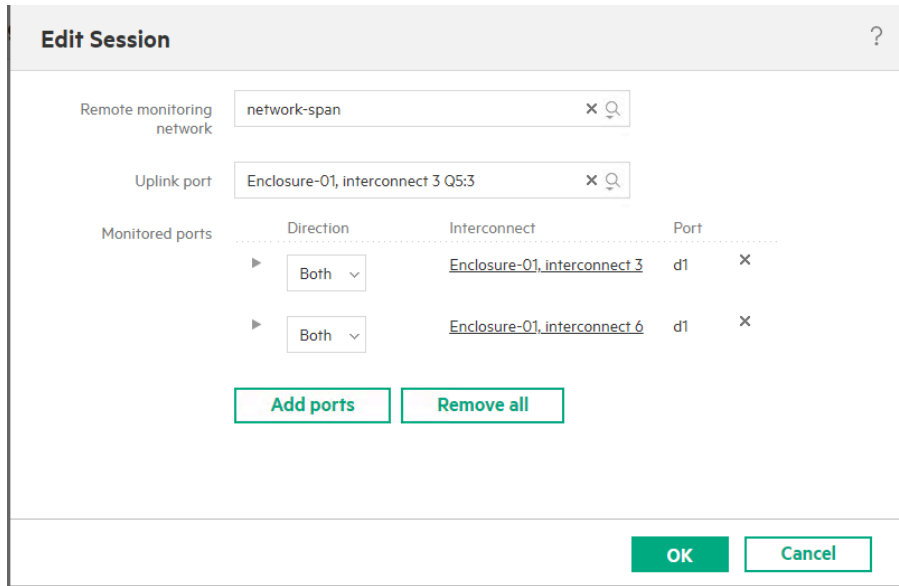 Edit Session
?
Remote monitoring
network
network-span
Uplink port
Enclosure-01, interconnect 3 Q5:3
Monitored ports
Direction Interconnect Port
Both Enclosure-01, interconnect 3 d1
Both Enclosure-01, interconnect 6 d1
Add ports Remove all
OK Cancel